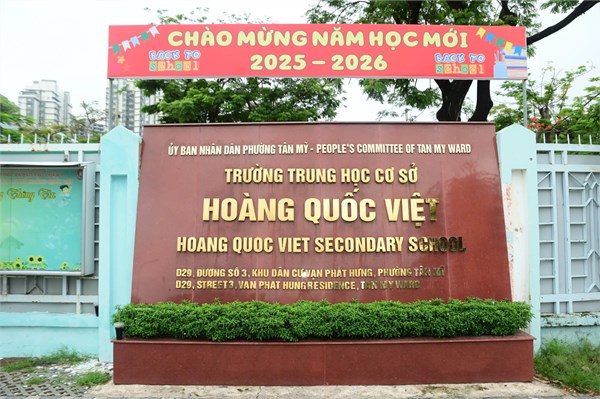 CHÀO MỪNG NĂM HỌC MỚI
2025 – 2026
BACK TO
SCHOOL
BACK TO
SCHOOL
ỦY BAN NHÂN DÂN PHƯỜNG TÂN MỸ - PEOPLE'S COMMITTEE OF TAN MY WARD
TRƯỜNG TRUNG HỌC CƠ SỞ
HOÀNG QUỐC VIỆT
HOANG QUOC VIET SECONDARY SCHOOL
D29, ĐƯỜNG SỐ 3, KHU DÂN CƯ VẠN PHÁT HƯNG, PHƯỜNG TÂN MỸ
D29, STREET 3, VAN PHAT HUNG RESIDENCE, TAN MY WARD